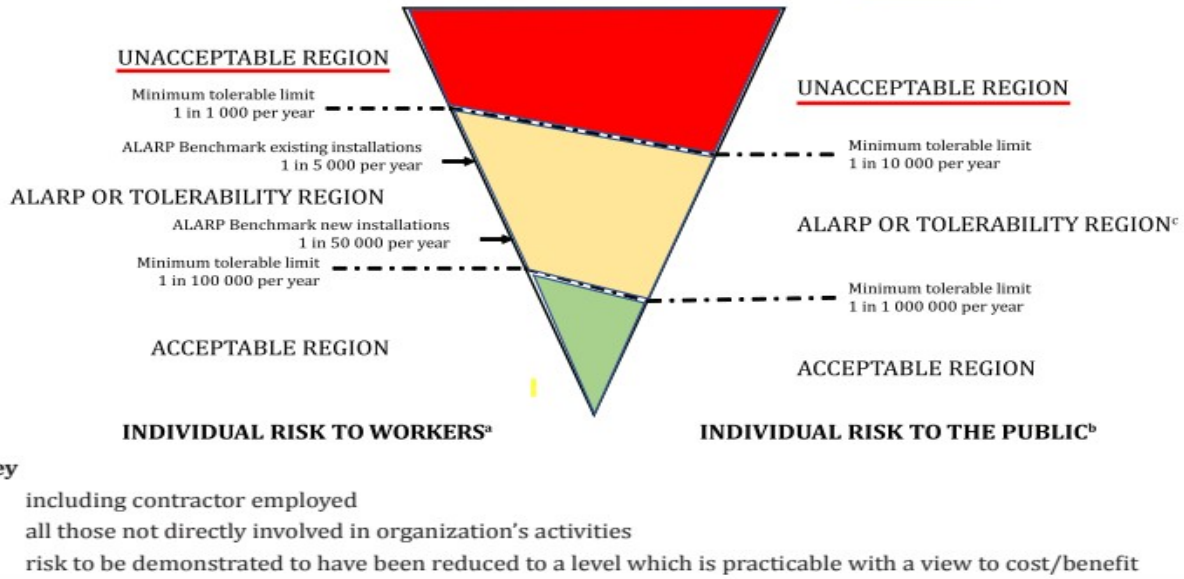 UNACCEPTABLE REGION
Minimum tolerable limit
1 in 1 000 per year
ALARP Benchmark existing installations
1 in 5 000 per year
ALARP OR TOLERABILITY REGION
ALARP Benchmark new installations
1 in 50 000 per year
Minimum tolerable limit
1 in 100 000 per year
ACCEPTABLE REGION
INDIVIDUAL RISK TO WORKERSᵃ
UNACCEPTABLE REGION
Minimum tolerable limit
1 in 10 000 per year
ALARP OR TOLERABILITY REGIONᶜ
Minimum tolerable limit
1 in 1 000 000 per year
ACCEPTABLE REGION
INDIVIDUAL RISK TO THE PUBLICᵇ
ey
including contractor employed
all those not directly involved in organization's activities
risk to be demonstrated to have been reduced to a level which is practicable with a view to cost/benefit